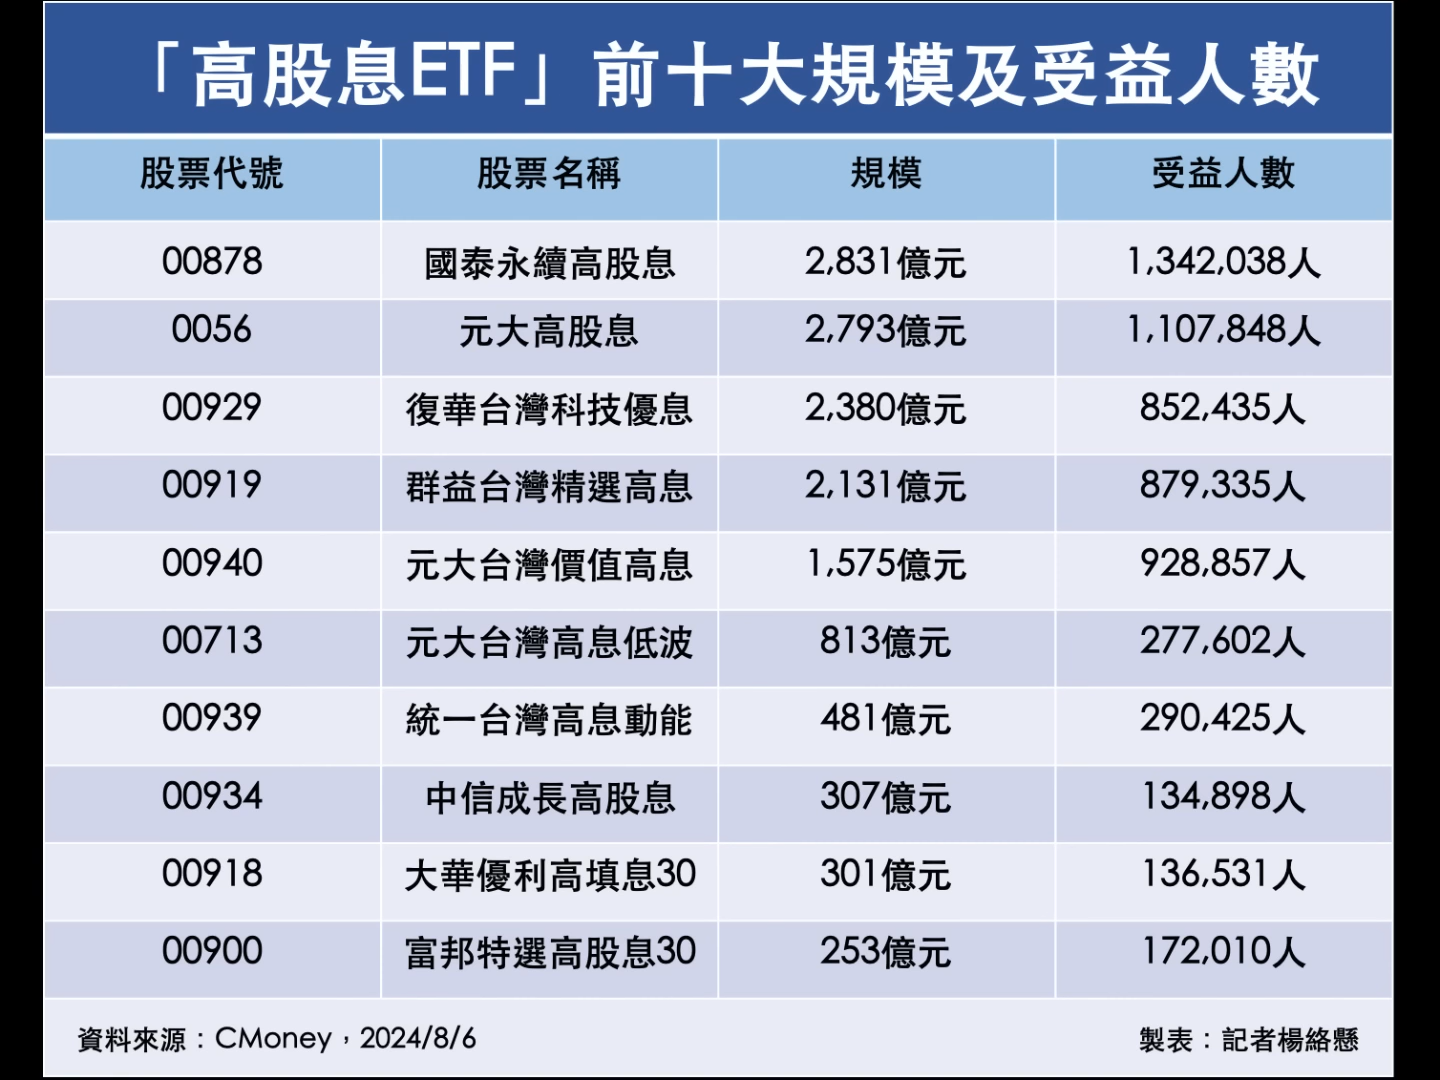 「高股息ETF」前十大規模及受益人數
股票代號 股票名稱 規模 受益人數
00878 國泰永續高股息 2,831億元 1,342,038人
0056 元大高股息 2,793億元 1,107,848人
00929 復華台灣科技優息 2,380億元 852,435人
00919 群益台灣精選高息 2,131億元 879,335人
00940 元大台灣價值高息 1,575億元 928,857人
00713 元大台灣高息低波 813億元 277,602人
00939 統一台灣高息動能 481億元 290,425人
00934 中信成長高股息 307億元 134,898人
00918 大華優利高填息30 301億元 136,531人
00900 富邦特選高股息30 253億元 172,010人
資料來源：CMoney，2024/8/6 製表：記者楊絡懸